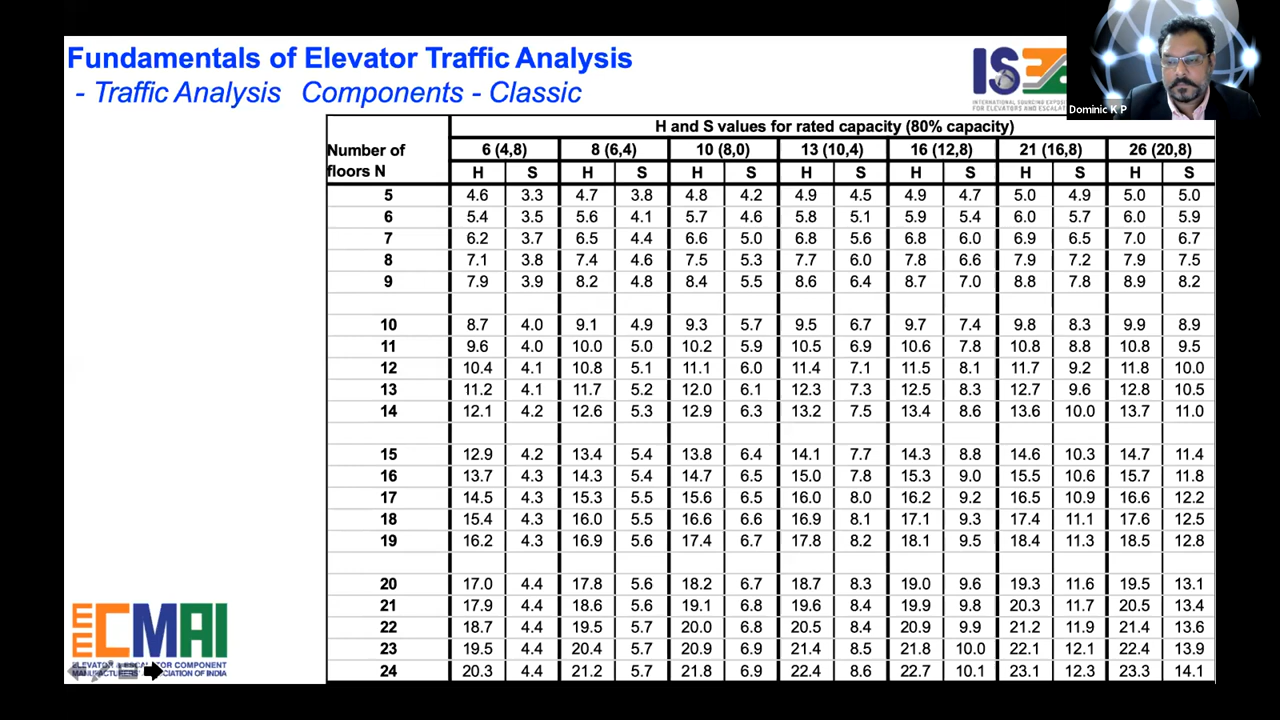 Fundamentals of Elevator Traffic Analysis
- Traffic Analysis Components - Classic
INTERNATIONAL SOURCING
FOR ELEVATORS AND
Dominic K P
H and S values for rated capacity (80% capacity)
Number of floors N 6 (4,8) 8 (6,4) 10 (8,0) 13 (10,4) 16 (12,8) 21 (16,8) 26 (20,8)
H S H S H S H S H S H S H S
5 4.6 3.3 4.7 3.8 4.8 4.2 4.9 4.5 4.9 4.7 5.0 4.9 5.0 5.0
6 5.4 3.5 5.6 4.1 5.7 4.6 5.8 5.1 5.9 5.4 6.0 5.7 6.0 5.9
7 6.2 3.7 6.5 4.4 6.6 5.0 6.8 5.6 6.8 6.0 6.9 6.5 7.0 6.7
8 7.1 3.8 7.4 4.6 7.5 5.3 7.7 6.0 7.8 6.6 7.9 7.2 7.9 7.5
9 7.9 3.9 8.2 4.8 8.4 5.5 8.6 6.4 8.7 7.0 8.8 7.8 8.9 8.2
10 8.7 4.0 9.1 4.9 9.3 5.7 9.5 6.7 9.7 7.4 9.8 8.3 9.9 8.9
11 9.6 4.0 10.0 5.0 10.2 5.9 10.5 6.9 10.6 7.8 10.8 8.8 10.8 9.5
12 10.4 4.1 10.8 5.1 11.1 6.0 11.4 7.1 11.5 8.1 11.7 9.2 11.8 10.0
13 11.2 4.1 11.7 5.2 12.0 6.1 12.3 7.3 12.5 8.3 12.7 9.6 12.8 10.5
14 12.1 4.2 12.6 5.3 12.9 6.3 13.2 7.5 13.4 8.6 13.6 10.0 13.7 11.0
15 12.9 4.2 13.4 5.4 13.8 6.4 14.1 7.7 14.3 8.8 14.6 10.3 14.7 11.4
16 13.7 4.3 14.3 5.4 14.7 6.5 15.0 7.8 15.3 9.0 15.5 10.6 15.7 11.8
17 14.5 4.3 15.3 5.5 15.6 6.5 16.0 8.0 16.2 9.2 16.5 10.9 16.6 12.2
18 15.4 4.3 16.0 5.5 16.6 6.6 16.9 8.1 17.1 9.3 17.4 11.1 17.6 12.5
19 16.2 4.3 16.9 5.6 17.4 6.7 17.8 8.2 18.1 9.5 18.4 11.3 18.5 12.8
20 17.0 4.4 17.8 5.6 18.2 6.7 18.7 8.3 19.0 9.6 19.3 11.6 19.5 13.1
21 17.9 4.4 18.6 5.6 19.1 6.8 19.6 8.4 19.9 9.8 20.3 11.7 20.5 13.4
22 18.7 4.4 19.5 5.7 20.0 6.8 20.5 8.4 20.9 9.9 21.2 11.9 21.4 13.6
23 19.5 4.4 20.4 5.7 20.9 6.9 21.4 8.5 21.8 10.0 22.1 12.1 22.4 13.9
24 20.3 4.4 21.2 5.7 21.8 6.9 22.4 8.6 22.7 10.1 23.1 12.3 23.3 14.1
EECMAI
ELEVATOR & ESCALATOR COMPONENT
OF INDIA